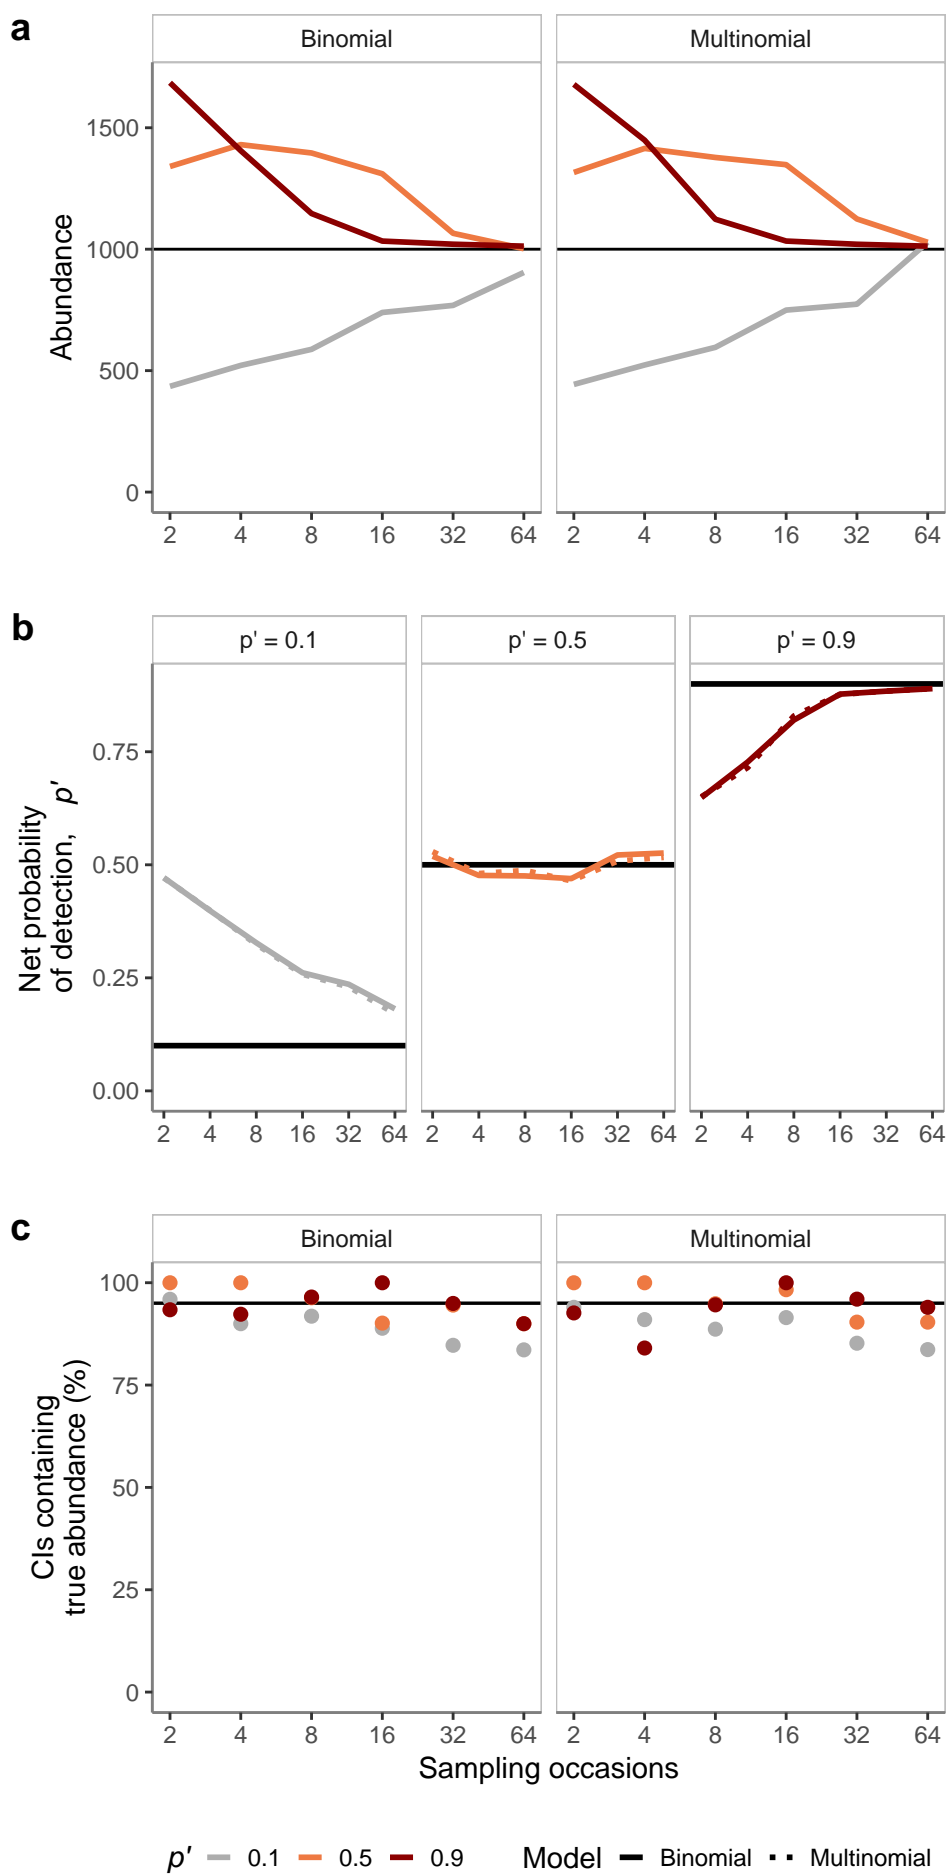 a
Binomial
Multinomial
Abundance
1500
1000
500
0
2 4 8 16 32 64
2 4 8 16 32 64
b
p' = 0.1
p' = 0.5
p' = 0.9
Net probability
of detection, p'
0.75
0.50
0.25
0.00
2 4 8 16 32 64
2 4 8 16 32 64
2 4 8 16 32 64
c
Binomial
Multinomial
CIs containing
true abundance (%)
100
75
50
25
0
2 4 8 16 32 64
2 4 8 16 32 64
Sampling occasions
p' 0.1 0.5 0.9 Model Binomial Multinomial